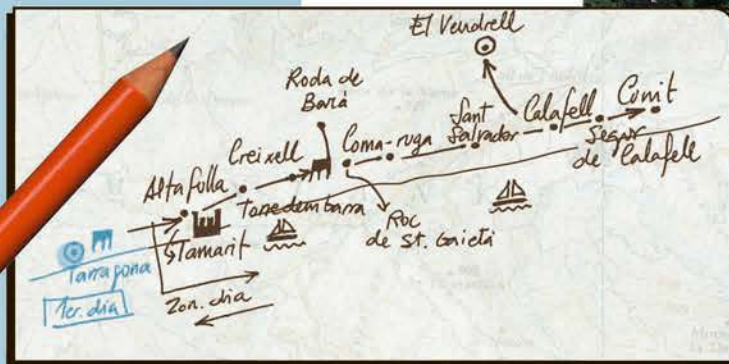 El Vendrell
Roda de
Barà
Sant
Salvador
Calafell
Cunit
Segur
de Calafell
Coma-ruga
Creixell
Altafulla
Torredembarra
Roc
de St. Gaietà
Tamarit
Tarragona
1er. dia
2on. dia